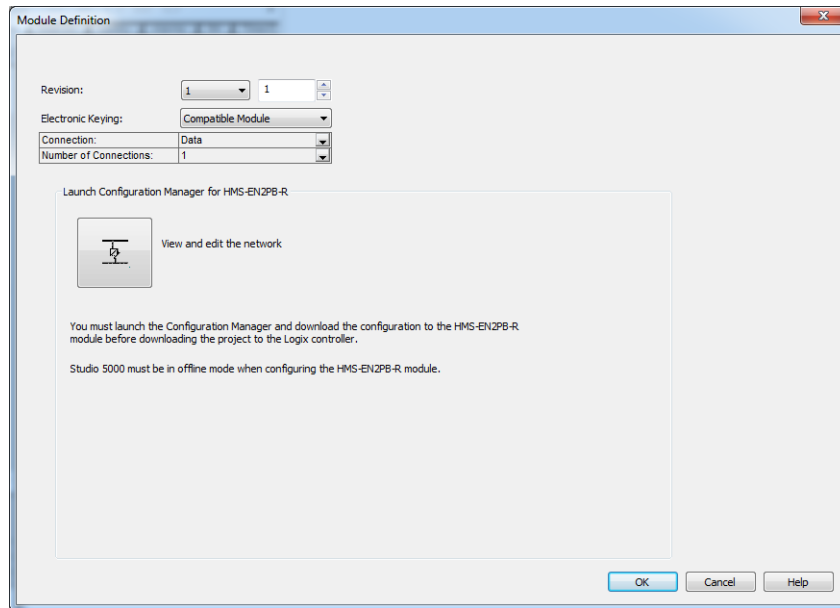 Module Definition
Revision: 1 1
Electronic Keying: Compatible Module
Connection: Data
Number of Connections: 1
Launch Configuration Manager for HMS-EN2PB-R
View and edit the network
You must launch the Configuration Manager and download the configuration to the HMS-EN2PB-R
module before downloading the project to the Logix controller.
Studio 5000 must be in offline mode when configuring the HMS-EN2PB-R module.
OK Cancel Help